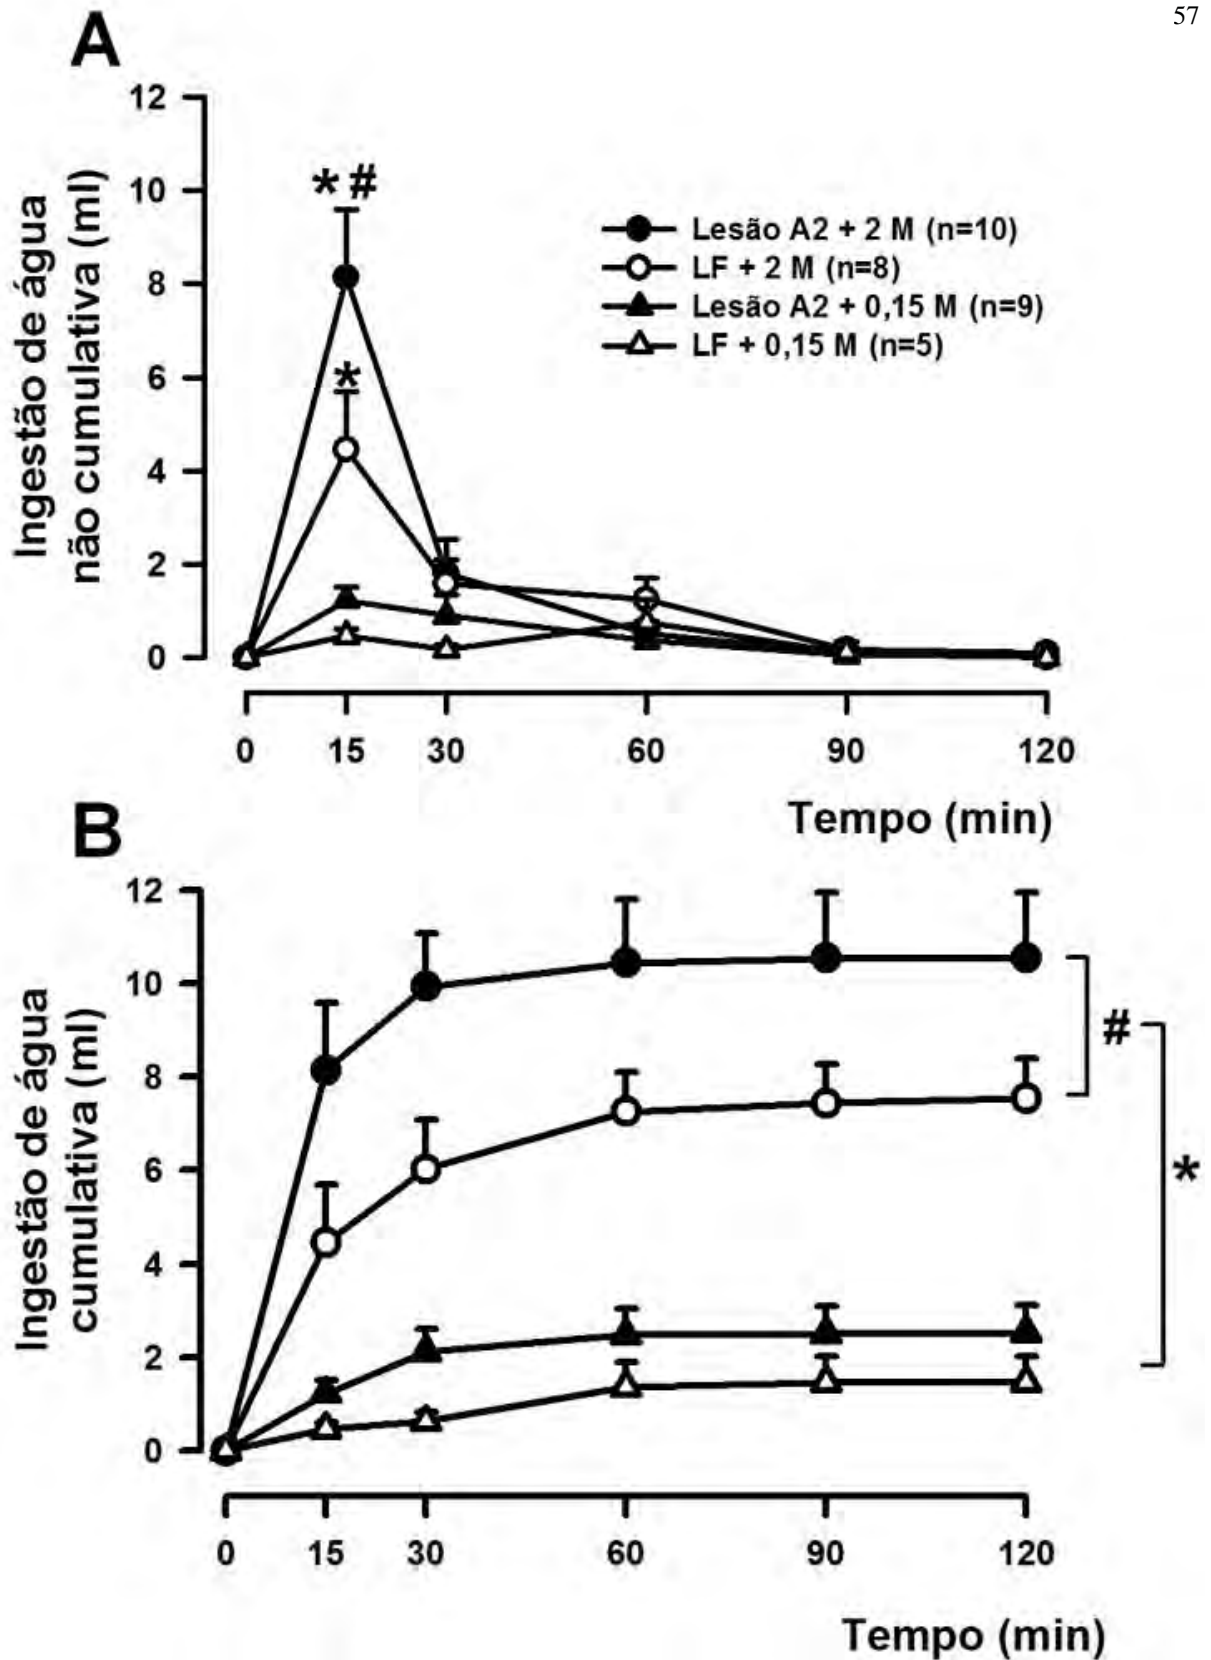 57
A
Ingestão de água
não cumulativa (ml)
12
10
8
6
4
2
0
* #
*
Lesão A2 + 2 M (n=10)
LF + 2 M (n=8)
Lesão A2 + 0,15 M (n=9)
LF + 0,15 M (n=5)
0 15 30 60 90 120
Tempo (min)
B
Ingestão de água
cumulativa (ml)
12
10
8
6
4
2
0
#
*
0 15 30 60 90 120
Tempo (min)